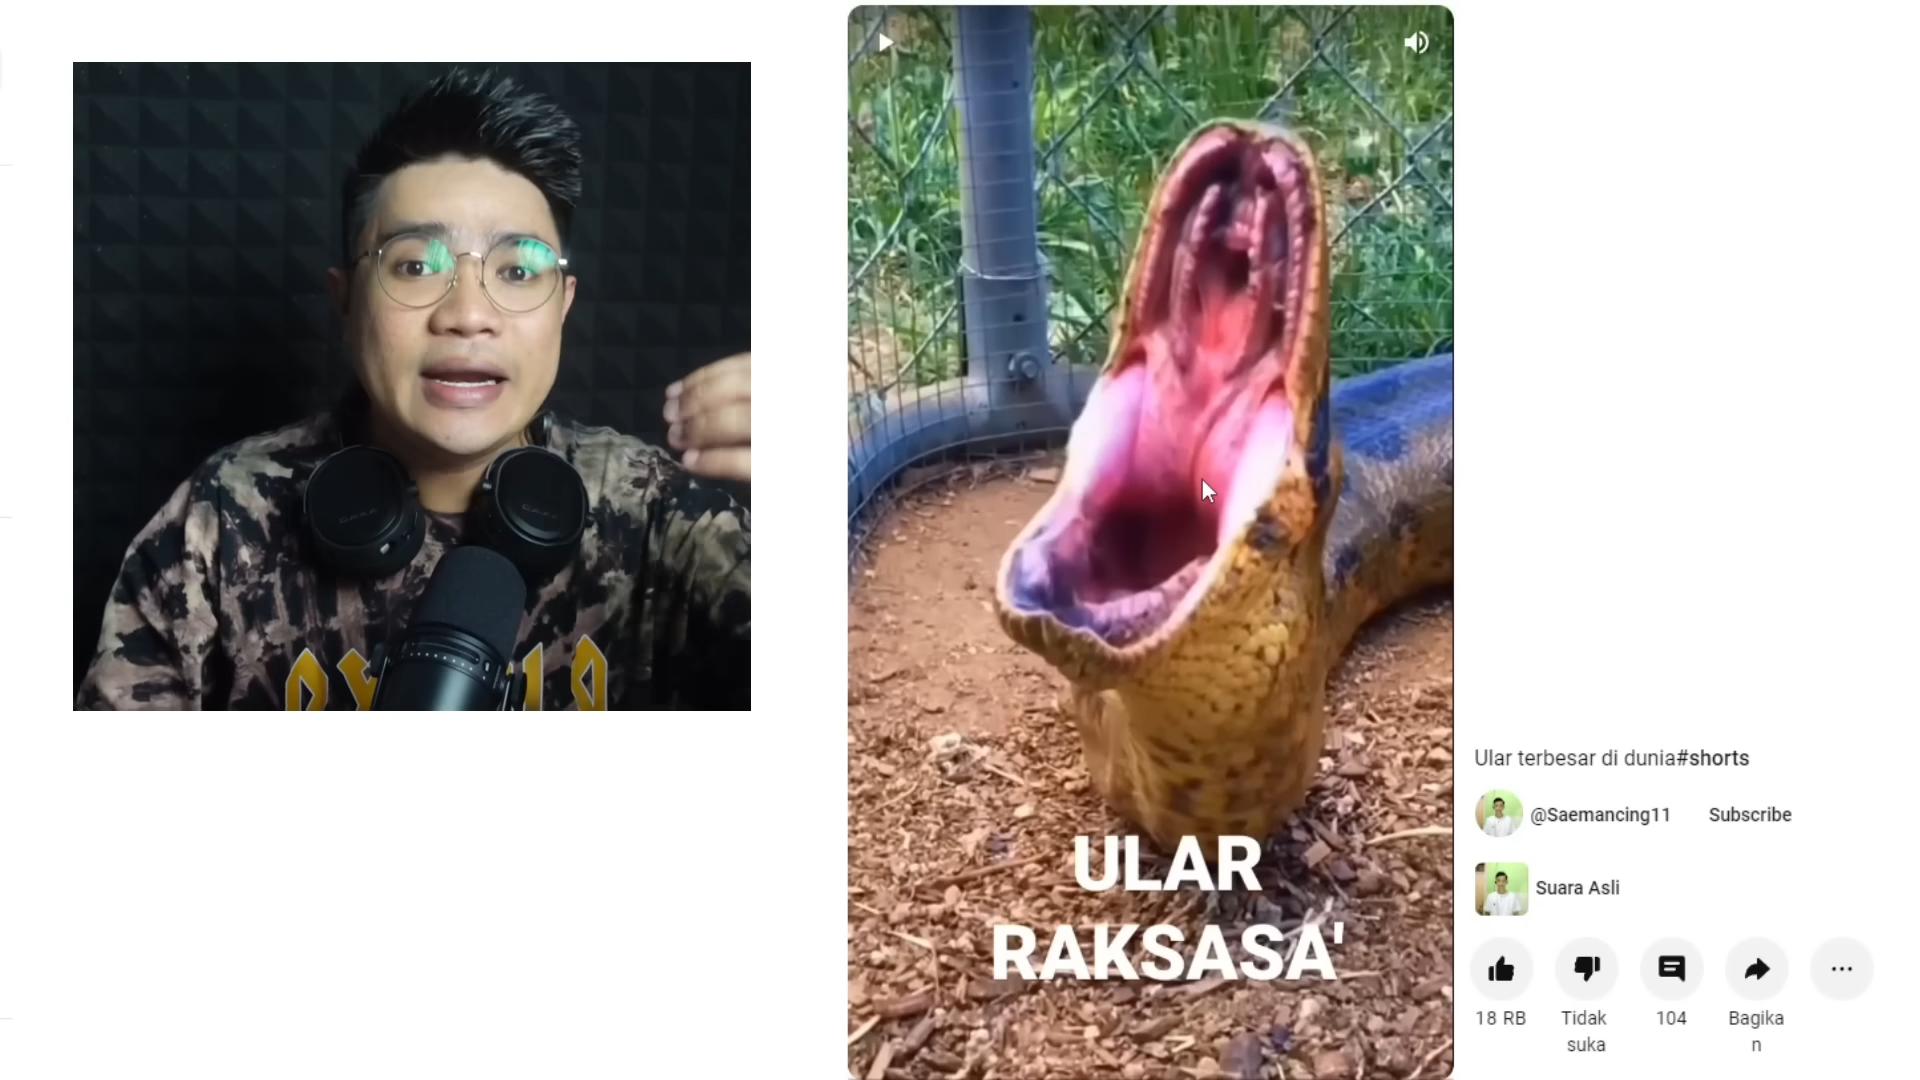 ULAR
RAKSASA'
Ular terbesar di dunia#shorts
@Saemancing11 Subscribe
Suara Asli
18 RB
Tidak
suka
104
Bagika
n